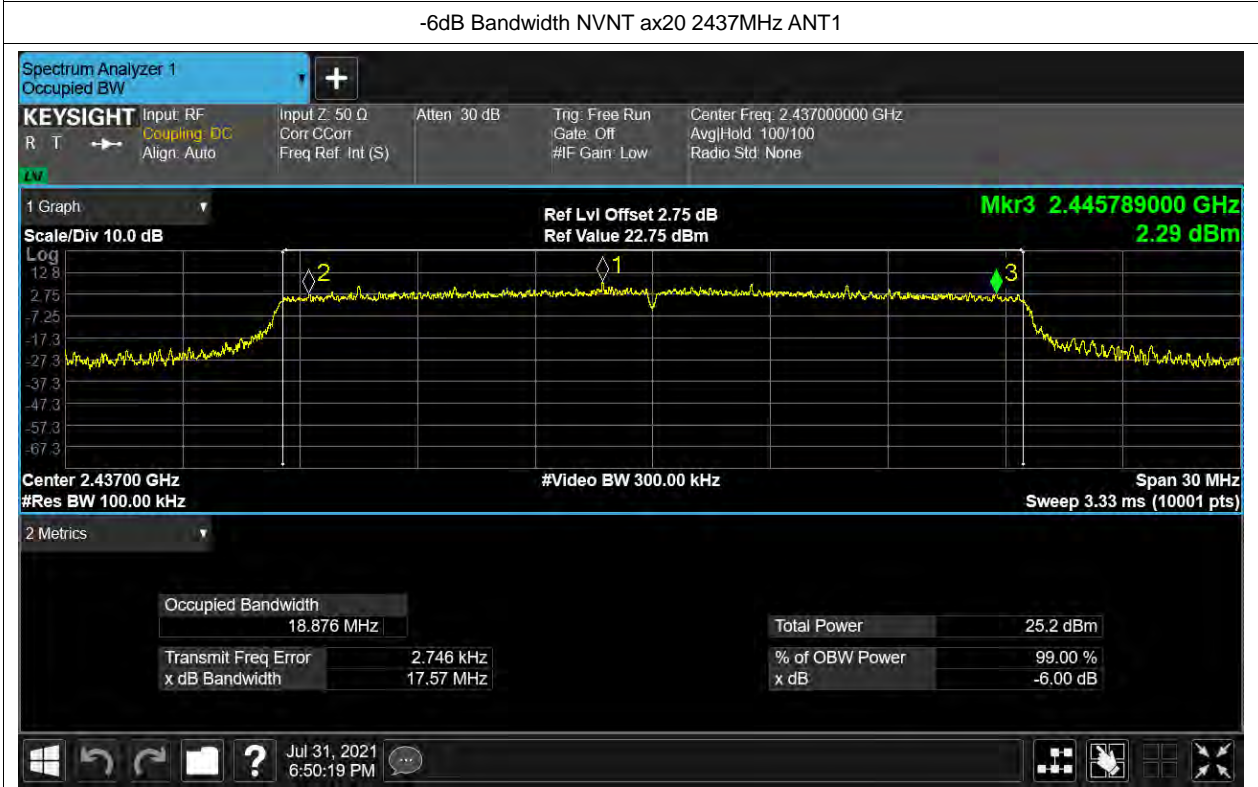 -6dB Bandwidth NVNT ax20 2437MHz ANT1
Spectrum Analyzer 1
Occupied BW
+
KEYSIGHT
R T
Input: RF
Coupling: DC
Align: Auto
Input Z: 50 Ω
Corr CCorr
Freq Ref: Int (S)
Atten: 30 dB
Trig: Free Run
Gate: Off
#IF Gain: Low
Center Freq: 2.437000000 GHz
Avg|Hold: 100/100
Radio Std: None
1 Graph
Scale/Div 10.0 dB
Ref Lvl Offset 2.75 dB
Ref Value 22.75 dBm
Mkr3 2.445789000 GHz
2.29 dBm
Log
12.8
2.75
-7.25
-17.3
-27.3
-37.3
-47.3
-57.3
-67.3
2
1
3
Center 2.43700 GHz
#Res BW 100.00 kHz
#Video BW 300.00 kHz
Span 30 MHz
Sweep 3.33 ms (10001 pts)
2 Metrics
Occupied Bandwidth
18.876 MHz
Transmit Freq Error 2.746 kHz
x dB Bandwidth 17.57 MHz
Total Power 25.2 dBm
% of OBW Power 99.00 %
x dB -6.00 dB
?
Jul 31, 2021
6:50:19 PM